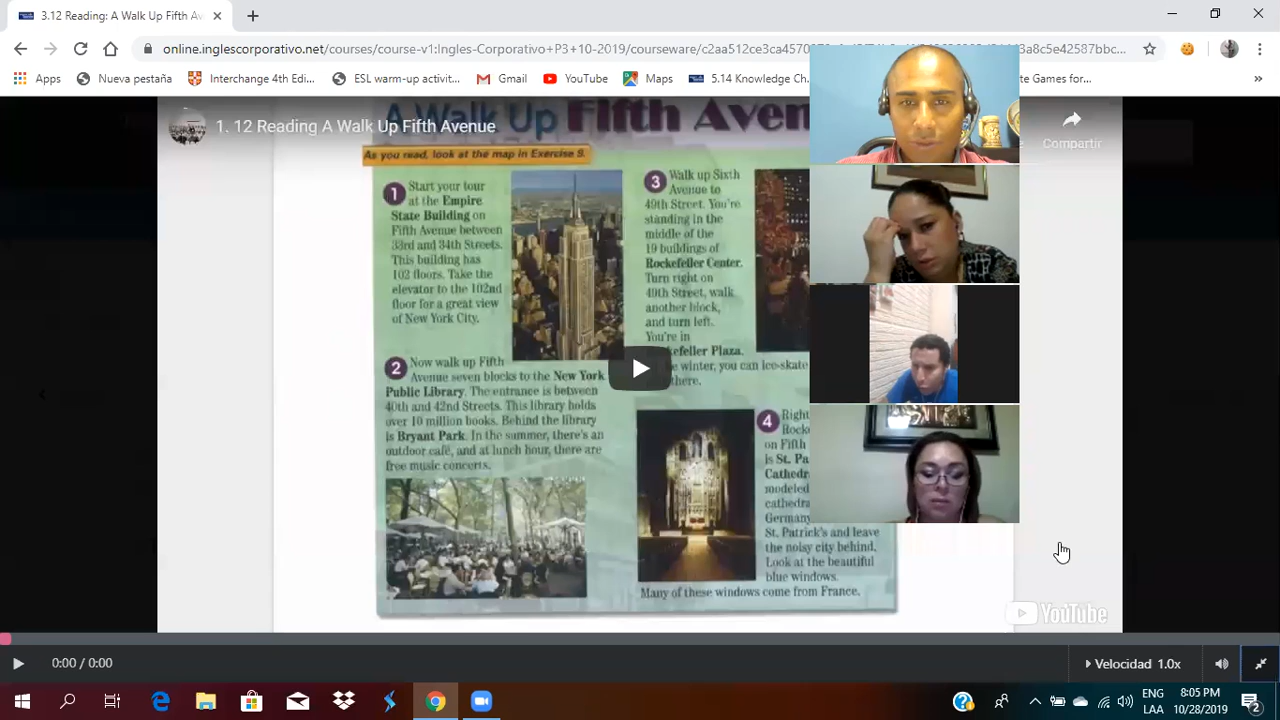 3.12 Reading: A Walk Up Fifth Av
online.inglescorporativo.net/courses/course-v1:Ingles-Corporativo+P3+10-2019/courseware/
Apps
Nueva pestaña
Interchange 4th Edi...
ESL warm-up activit...
Gmail
YouTube
Maps
5.14 Knowledge Ch
te Games for...
»
A Walk Up Fifth Aven
1. 12 Reading A Walk Up Fifth Avenue
Compartir
As you read, look at the map in Exercise 9.
1 Start your tour
at the Empire
State Building on
Fifth Avenue between
33rd and 34th Streets.
This building has
102 floors. Take the
elevator to the 102nd
floor for a great view
of New York City.
2 Now walk up Fifth
Avenue seven blocks to the New York
Public Library. The entrance is between
40th and 42nd Streets. This library holds
over 10 million books. Behind the library
is Bryant Park. In the summer, there's an
outdoor café, and at lunch hour, there are
free music concerts.
3 Walk up Sixth
Avenue to
49th Street. You're
standing in the
middle of the
19 buildings of
Rockefeller Center.
Turn right on
49th Street, walk
another block,
and turn left.
You're in
kefeller Plaza.
e winter, you can ice-skate
there.
4 Right
Rock
on Fifth
is St. Pa
Cathedr
modeled
cathedra
Germany
St. Patrick's and leave
the noisy city behind.
Look at the beautiful
blue windows.
Many of these windows come from France.
YouTube
0:00 / 0:00
Velocidad 1.0x
ENG
LAA
8:05 PM
10/28/2019
2